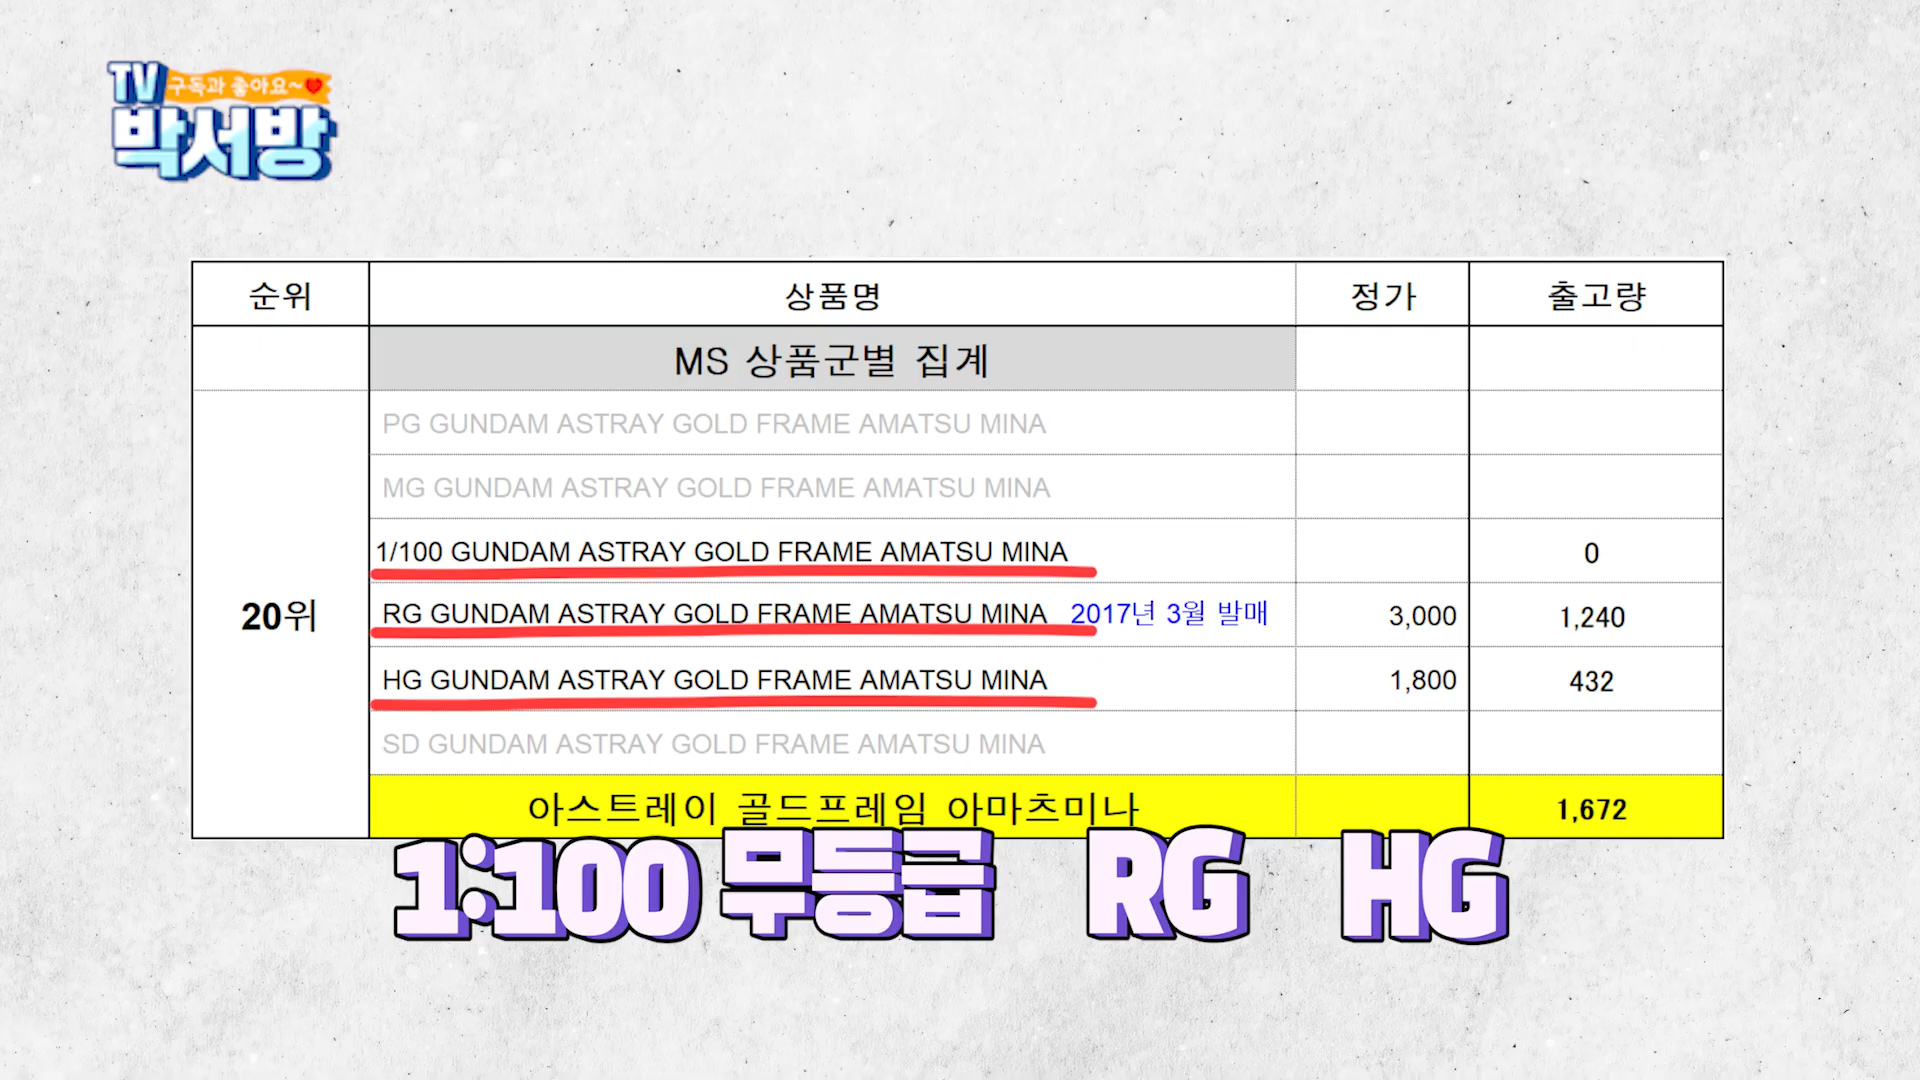 TV 구독과 좋아요~
박서방
순위 상품명 정가 출고량
MS 상품군별 집계
PG GUNDAM ASTRAY GOLD FRAME AMATSU MINA
MG GUNDAM ASTRAY GOLD FRAME AMATSU MINA
1/100 GUNDAM ASTRAY GOLD FRAME AMATSU MINA 0
20위 RG GUNDAM ASTRAY GOLD FRAME AMATSU MINA 2017년 3월 발매 3,000 1,240
HG GUNDAM ASTRAY GOLD FRAME AMATSU MINA 1,800 432
SD GUNDAM ASTRAY GOLD FRAME AMATSU MINA
아스트레이 골드프레임 아마츠미나 1,672
1:100 무등급 RG HG